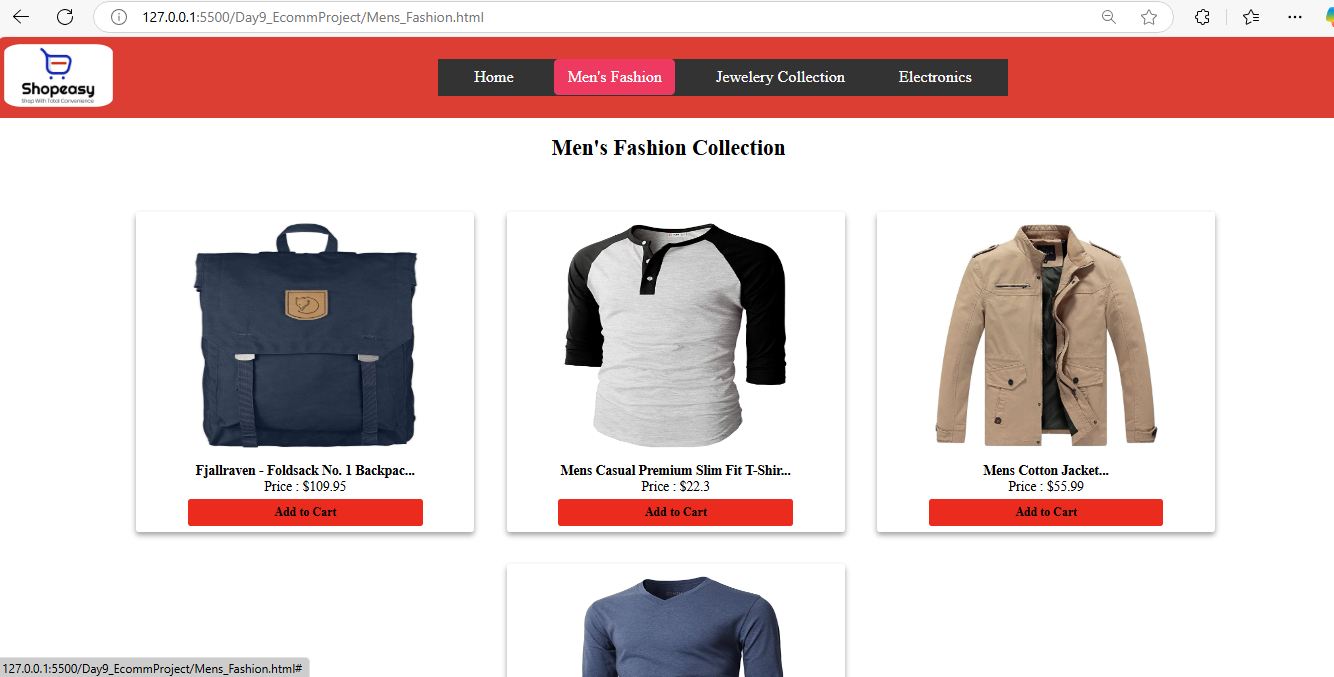 127.0.0.1:5500/Day9_EcommProject/Mens_Fashion.html
Shopeasy
Shop With Total Convenience
Home Men's Fashion Jewelery Collection Electronics
Men's Fashion Collection
Fjallraven - Foldsack No. 1 Backpac... Mens Casual Premium Slim Fit T-Shir... Mens Cotton Jacket...
Price : $109.95 Price : $22.3 Price : $55.99
Add to Cart Add to Cart Add to Cart
127.0.0.1:5500/Day9_EcommProject/Mens_Fashion.html#